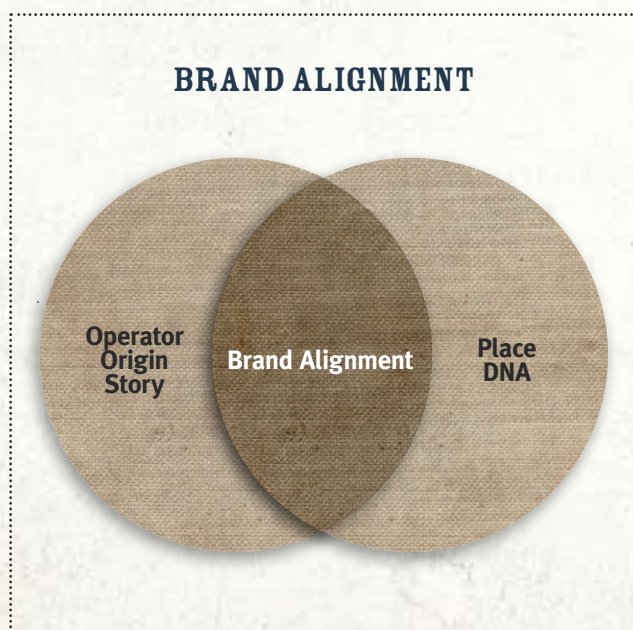 BRAND ALIGNMENT
Operator
Origin
Story
Brand Alignment
Place
DNA